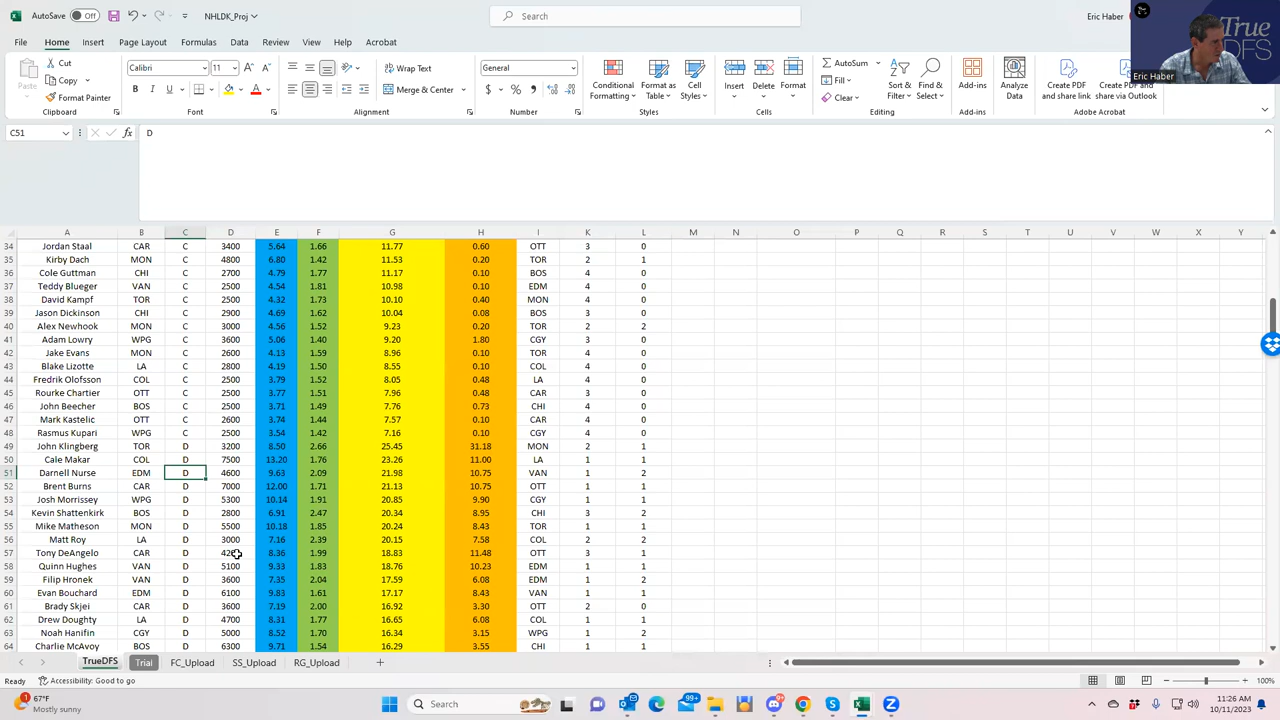 AutoSave Off NHLDK_Proj Search Eric Haber
File Home Insert Page Layout Formulas Data Review View Help Acrobat
Paste Cut Copy Format Painter Calibri 11 Wrap Text Merge & Center General Conditional Formatting Format as Table Cell Styles Insert Delete Format AutoSum Fill Clear Sort & Filter Find & Select Add-ins Analyze Data Create PDF and share link Create PDF and Share via Outlook
Clipboard Font Alignment Number Styles Cells Editing Add-ins Adobe Acrobat
True DFS
Eric Haber
C51 fx D
A B C D E F G H I K L M N O P Q R S T U V W X Y
34 Jordan Staal CAR C 3400 5.64 1.66 11.77 0.60 OTT 3 0
35 Kirby Dach MON C 4800 6.80 1.42 11.53 0.20 TOR 2 1
36 Cole Guttman CHI C 2700 4.79 1.77 11.17 0.10 BOS 4 0
37 Teddy Blueger VAN C 2500 4.54 1.81 10.98 0.10 EDM 4 0
38 David Kampf TOR C 2500 4.32 1.73 10.10 0.40 MON 4 0
39 Jason Dickinson CHI C 2900 4.69 1.62 10.04 0.08 BOS 3 0
40 Alex Newhook MON C 3000 4.56 1.52 9.23 0.20 TOR 2 2
41 Adam Lowry WPG C 3600 5.06 1.40 9.20 1.80 CGY 3 0
42 Jake Evans MON C 2600 4.13 1.59 8.96 0.10 TOR 4 0
43 Blake Lizotte LA C 2800 4.19 1.50 8.55 0.10 COL 4 0
44 Fredrik Olofsson COL C 2500 3.79 1.52 8.05 0.48 LA 4 0
45 Rourke Chartier OTT C 2500 3.77 1.51 7.96 0.48 CAR 3 0
46 John Beecher BOS C 2500 3.71 1.49 7.76 0.73 CHI 4 0
47 Mark Kastelic OTT C 2600 3.74 1.44 7.57 0.10 CAR 4 0
48 Rasmus Kupari WPG C 2500 3.54 1.42 7.16 0.10 CGY 4 0
49 John Klingberg TOR D 3200 8.50 2.66 25.45 31.18 MON 2 1
50 Cale Makar COL D 7500 13.20 1.76 23.26 11.00 LA 1 1
51 Darnell Nurse EDM D 4600 9.63 2.09 21.98 10.75 VAN 1 2
52 Brent Burns CAR D 7000 12.00 1.71 21.13 10.75 OTT 1 1
53 Josh Morrissey WPG D 5300 10.14 1.91 20.85 9.90 CGY 1 1
54 Kevin Shattenkirk BOS D 2800 6.91 2.47 20.34 8.95 CHI 3 2
55 Mike Matheson MON D 5500 10.18 1.85 20.24 8.43 TOR 1 1
56 Matt Roy LA D 3000 7.16 2.39 20.15 7.58 COL 2 2
57 Tony DeAngelo CAR D 8.36 1.99 18.83 11.48 OTT 3 1
58 Quinn Hughes VAN D 5100 9.33 1.83 18.76 10.23 EDM 1 1
59 Filip Hronek VAN D 3600 7.35 2.04 17.59 6.08 EDM 1 2
60 Evan Bouchard EDM D 6100 9.83 1.61 17.17 8.43 VAN 1 1
61 Brady Skjei CAR D 3600 7.19 2.00 16.92 3.30 OTT 2 0
62 Drew Doughty LA D 4700 8.31 1.77 16.65 6.08 COL 1 1
63 Noah Hanifin CGY D 5000 8.52 1.70 16.34 3.15 WPG 1 2
64 Charlie McAvoy BOS D 6300 9.71 1.54 16.29 3.55 CHI 1 1
TrueDFS Trial FC_Upload SS_Upload RG_Upload
Ready Accessibility: Good to go 100%
67°F Mostly sunny Search 99+ 11:26 AM 10/11/2023